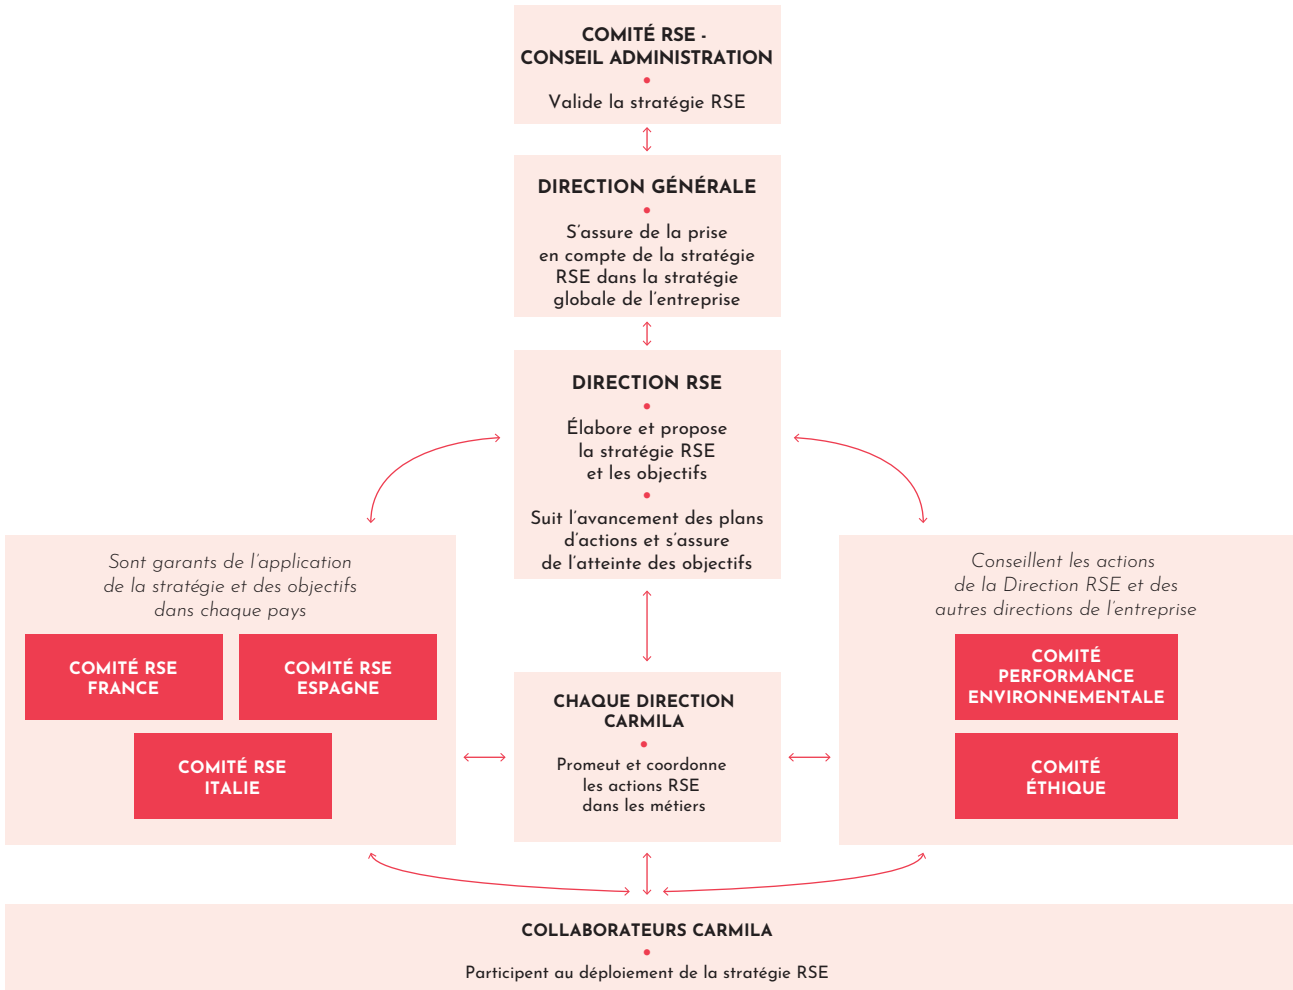 COMITÉ RSE -
CONSEIL ADMINISTRATION
Valide la stratégie RSE
DIRECTION GÉNÉRALE
S'assure de la prise
en compte de la stratégie
RSE dans la stratégie
globale de l'entreprise
DIRECTION RSE
Élabore et propose
la stratégie RSE
et les objectifs
Suit l'avancement des plans
d'actions et s'assure
de l'atteinte des objectifs
Sont garants de l'application
de la stratégie et des objectifs
dans chaque pays
COMITÉ RSE
FRANCE
COMITÉ RSE
ESPAGNE
COMITÉ RSE
ITALIE
CHAQUE DIRECTION
CARMILA
Promeut et coordonne
les actions RSE
dans les métiers
Conseillent les actions
de la Direction RSE et des
autres directions de l'entreprise
COMITÉ
PERFORMANCE
ENVIRONNEMENTALE
COMITÉ
ÉTHIQUE
COLLABORATEURS CARMILA
Participent au déploiement de la stratégie RSE